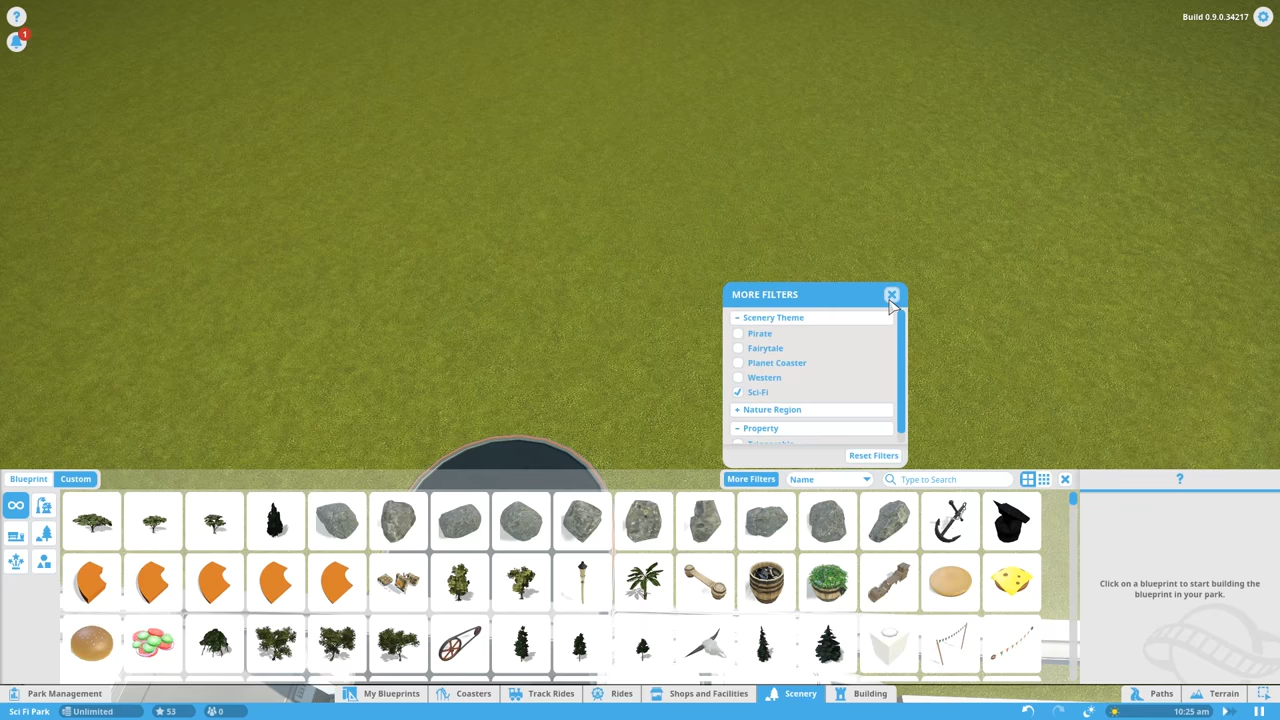 ?
1
Build 0.9.0.34217
MORE FILTERS
− Scenery Theme
Pirate
Fairytale
Planet Coaster
Western
Sci-Fi
+ Nature Region
− Property
Reset Filters
Blueprint Custom More Filters Name Type to Search ?
Click on a blueprint to start building the
blueprint in your park.
Park Management My Blueprints Coasters Track Rides Rides Shops and Facilities Scenery Building Paths Terrain
Sci Fi Park Unlimited 53 0 10:25 am